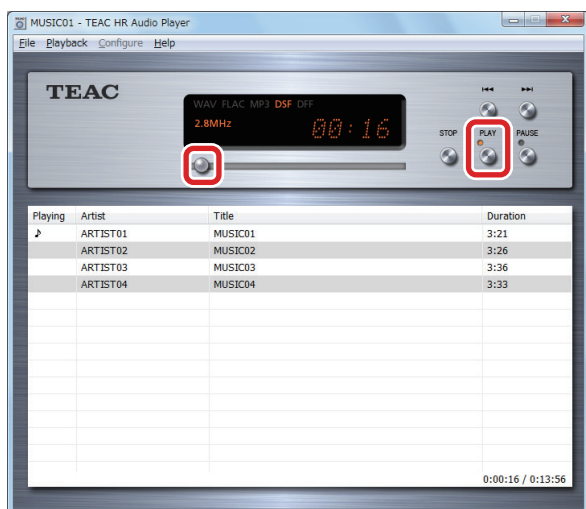 MUSIC01 - TEAC HR Audio Player
File Playback Configure Help
TEAC
WAV FLAC MP3 DSF DFF
2.8MHz
00:16
STOP PLAY PAUSE
Playing Artist Title Duration
♪ ARTIST01 MUSIC01 3:21
ARTIST02 MUSIC02 3:26
ARTIST03 MUSIC03 3:36
ARTIST04 MUSIC04 3:33
0:00:16 / 0:13:56